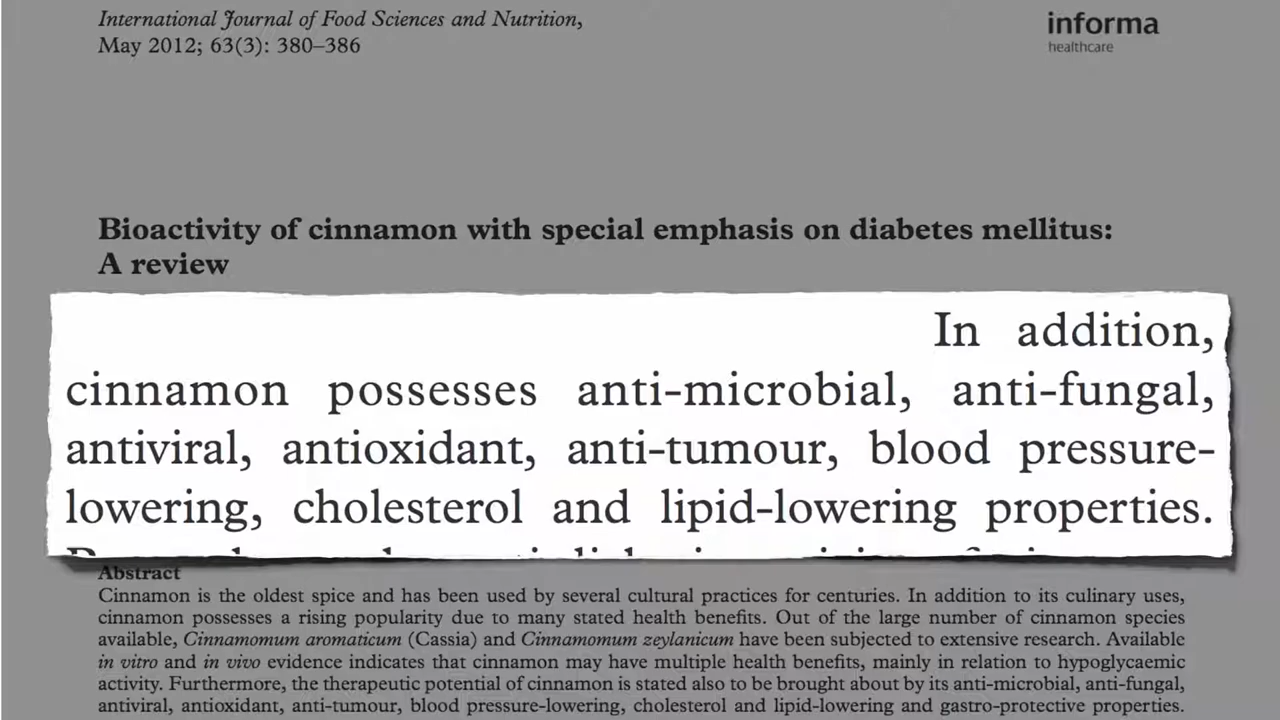 International Journal of Food Sciences and Nutrition,
May 2012; 63(3): 380–386
informa
healthcare
Bioactivity of cinnamon with special emphasis on diabetes mellitus:
A review
In addition,
cinnamon possesses anti-microbial, anti-fungal,
antiviral, antioxidant, anti-tumour, blood pressure-
lowering, cholesterol and lipid-lowering properties.
Abstract
Cinnamon is the oldest spice and has been used by several cultural practices for centuries. In addition to its culinary uses,
cinnamon possesses a rising popularity due to many stated health benefits. Out of the large number of cinnamon species
available, Cinnamomum aromaticum (Cassia) and Cinnamomum zeylanicum have been subjected to extensive research. Available
in vitro and in vivo evidence indicates that cinnamon may have multiple health benefits, mainly in relation to hypoglycaemic
activity. Furthermore, the therapeutic potential of cinnamon is stated also to be brought about by its anti-microbial, anti-fungal,
antiviral, antioxidant, anti-tumour, blood pressure-lowering, cholesterol and lipid-lowering and gastro-protective properties.